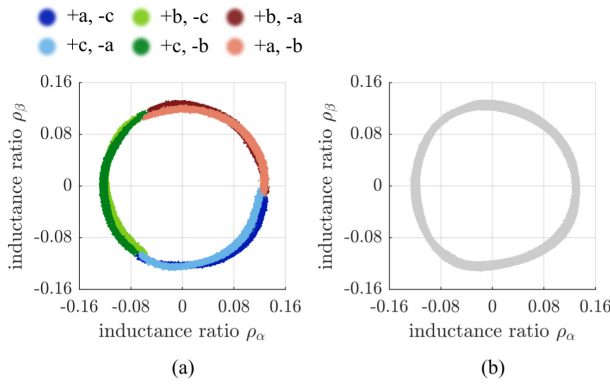 +a, -c +b, -c +b, -a
+c, -a +c, -b +a, -b
0.16 0.16
0.08 0.08
0 0
-0.08 -0.08
-0.16 -0.16
inductance ratio ρβ inductance ratio ρβ
-0.16 -0.08 0 0.08 0.16 -0.16 -0.08 0 0.08 0.16
inductance ratio ρα inductance ratio ρα
(a) (b)